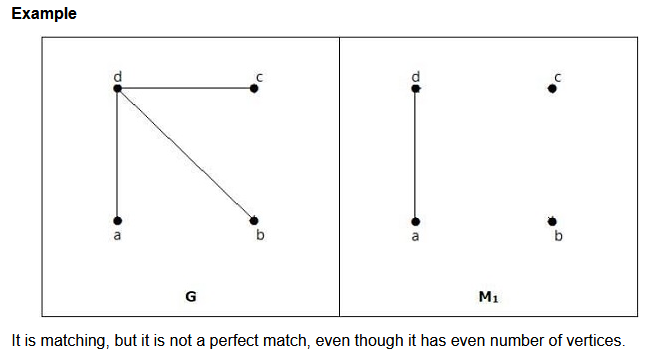 Example
d
c
d
c
a
b
a
b
G
M1
It is matching, but it is not a perfect match, even though it has even number of vertices.